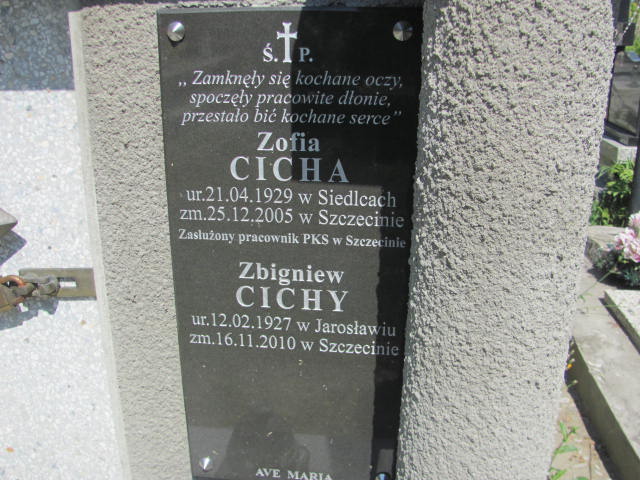 Ś. P.
„Zamknęły się kochane oczy,
spoczęły pracowite dłonie,
przestało bić kochane serce"
Zofia
CICHA
ur.21.04.1929 w Siedlcach
zm.25.12.2005 w Szczecinie
Zasłużony pracownik PKS w Szczecinie
Zbigniew
CICHY
ur.12.02.1927 w Jarosławiu
zm.16.11.2010 w Szczecinie
AVE MARIA